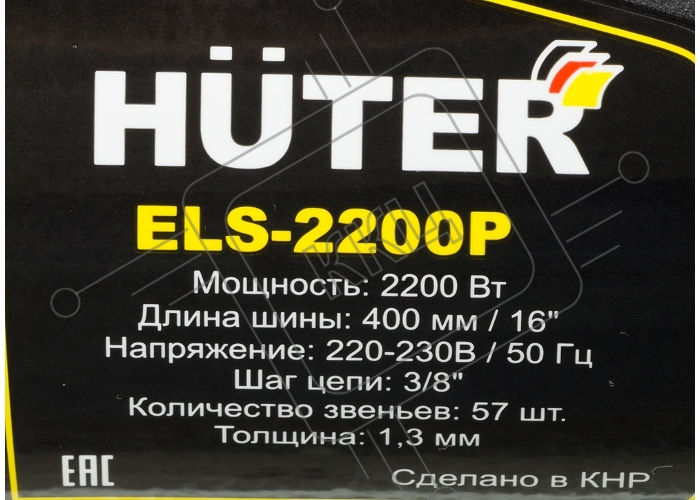 HÜTER
ELS-2200P
Мощность: 2200 Вт
Длина шины: 400 мм / 16"
Напряжение: 220-230В / 50 Гц
Шаг цепи: 3/8"
Количество звеньев: 57 шт.
Толщина: 1,3 мм
EAC Сделано в КНР